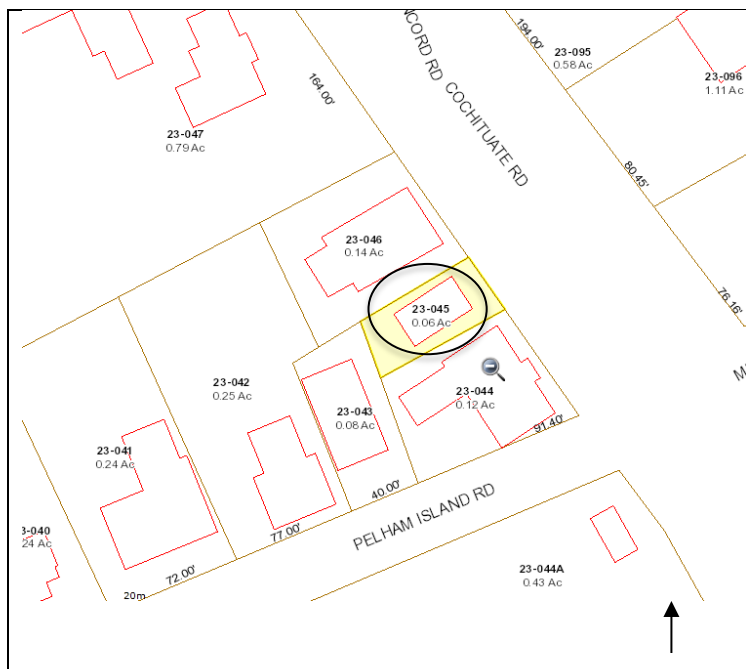 NCORD RD COCHITUATE RD
194.00'
23-095
0.58 Ac
23-096
1.11 Ac
164.00'
23-047
0.79 Ac
80.45'
23-046
0.14 Ac
76.16'
23-045
0.06 Ac
M
23-042
0.25 Ac
23-044
0.12 Ac
23-043
0.08 Ac
91.40'
23-041
0.24 Ac
40.00'
PELHAM ISLAND RD
3-040
24 Ac
77.00'
72.00'
23-044A
0.43 Ac
20m